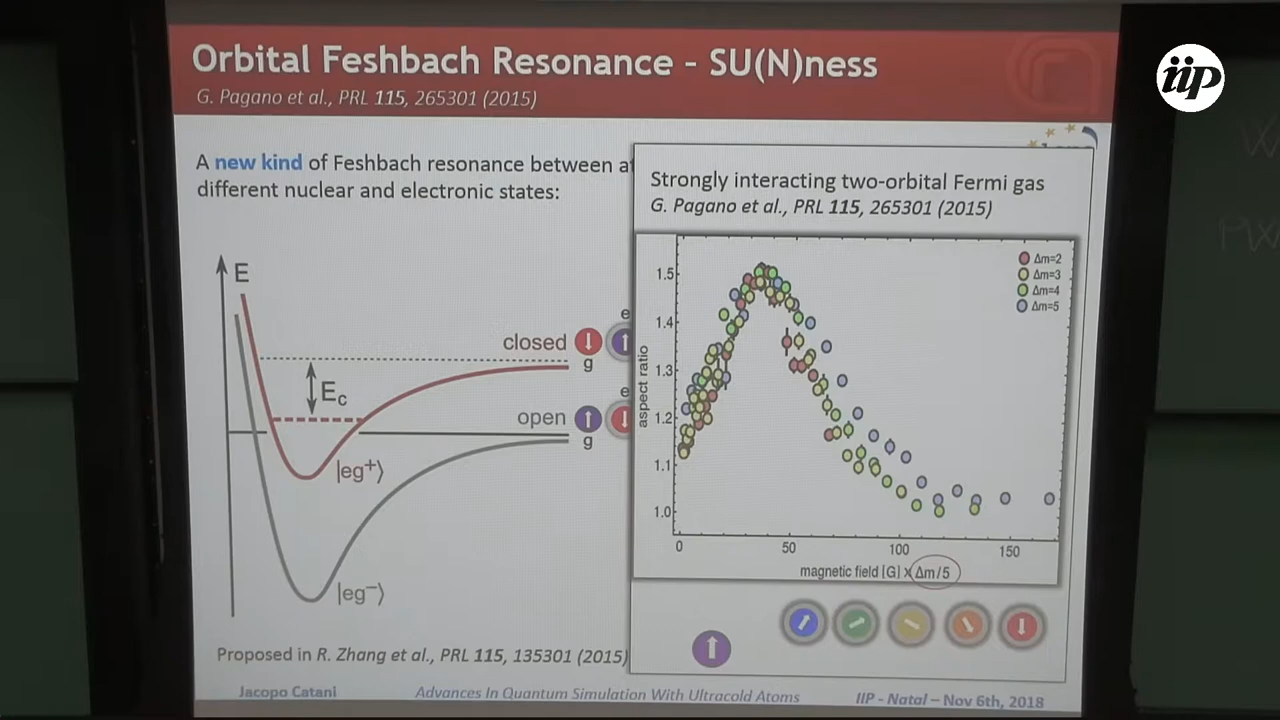 Orbital Feshbach Resonance - SU(N)ness
G. Pagano et al., PRL 115, 265301 (2015)
iip
A new kind of Feshbach resonance between
different nuclear and electronic states:
Strongly interacting two-orbital Fermi gas
G. Pagano et al., PRL 115, 265301 (2015)
E
closed
g
e
E_c
open
g
e
|eg⁺⟩
|eg⁻⟩
aspect ratio
1.5
1.4
1.3
1.2
1.1
1.0
Δm=2
Δm=3
Δm=4
Δm=5
0 50 100 150
magnetic field [G] X Δm/5
Proposed in R. Zhang et al., PRL 115, 135301 (2015)
Jacopo Catani Advances In Quantum Simulation With Ultracold Atoms IIP - Natal – Nov 6th, 2018